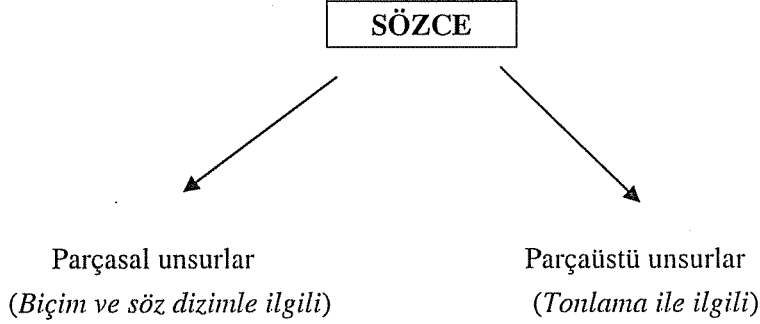 SÖZCE
Parçasal unsurlar
(Biçim ve söz dizimle ilgili)
Parçaüstü unsurlar
(Tonlama ile ilgili)